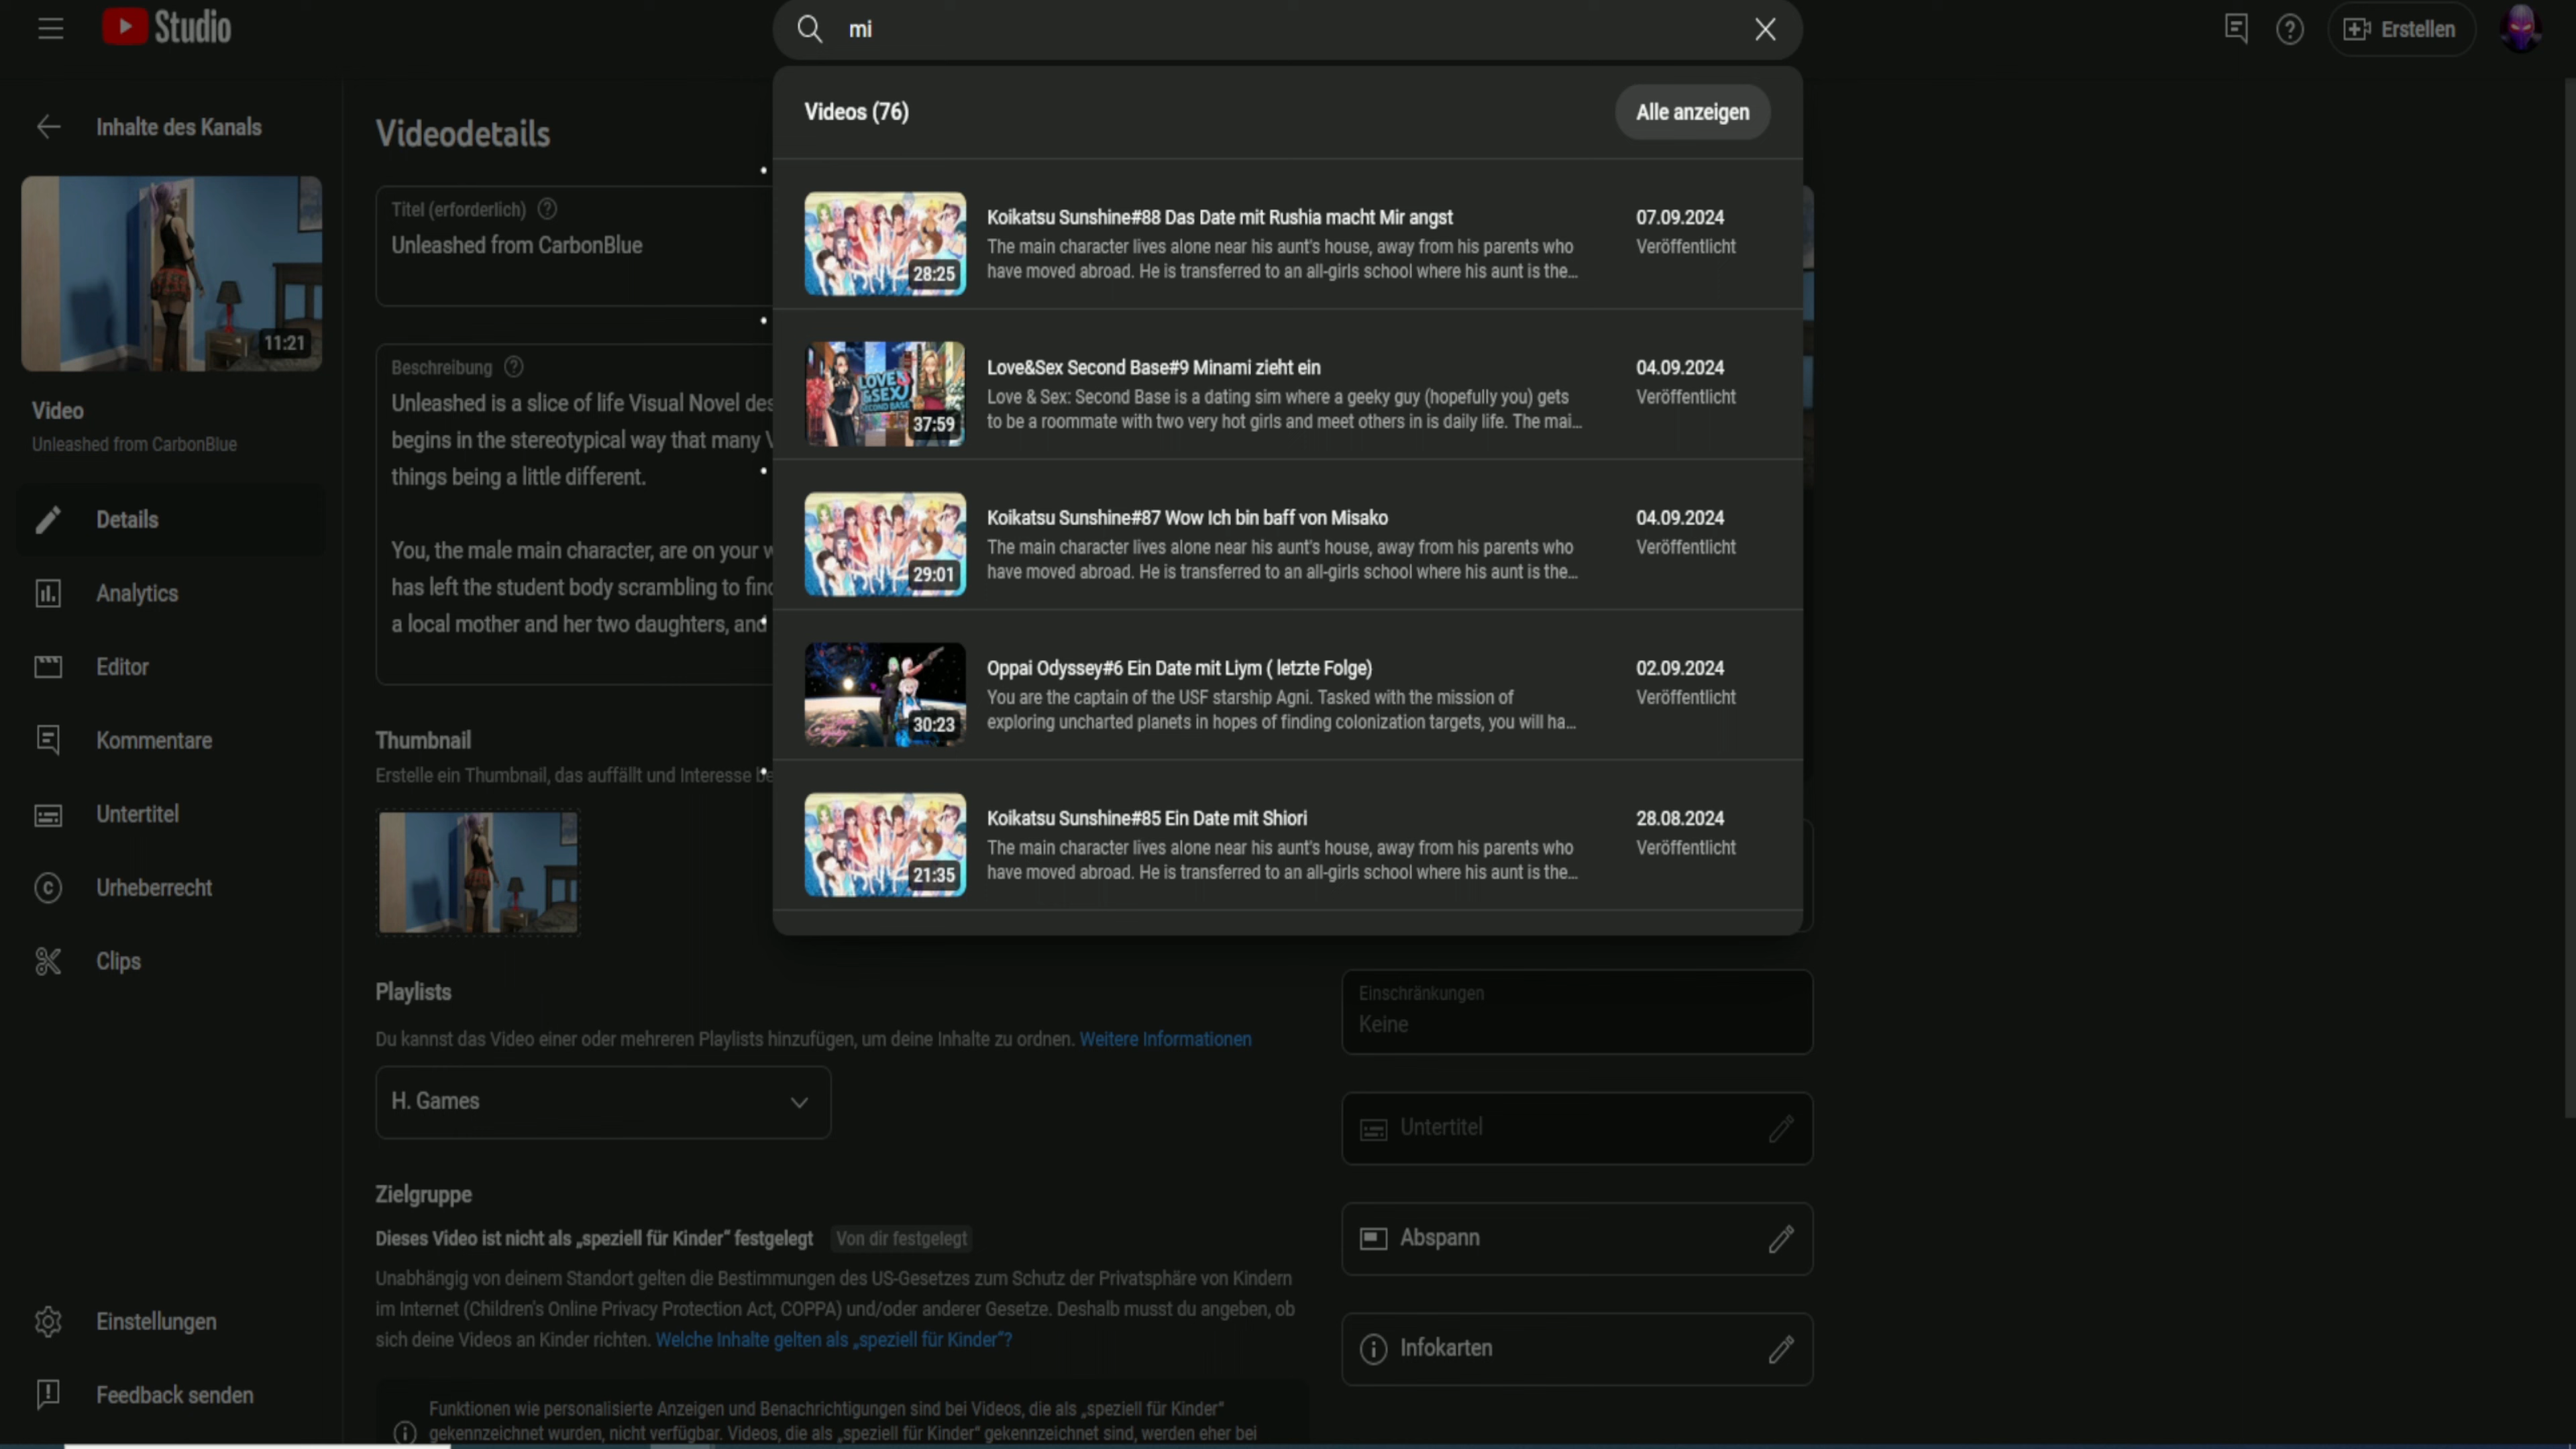 Studio
mi
Erstellen
Inhalte des Kanals
11:21
Video
Unleashed from CarbonBlue
Details
Analytics
Editor
Kommentare
Untertitel
Urheberrecht
Clips
Einstellungen
Feedback senden
Videodetails
Titel (erforderlich)
Unleashed from CarbonBlue
Beschreibung
Unleashed is a slice of life Visual Novel des
begins in the stereotypical way that many V
things being a little different.
You, the male main character, are on your w
has left the student body scrambling to find
a local mother and her two daughters, and
Thumbnail
Erstelle ein Thumbnail, das auffällt und Interesse be
Videos (76)
Alle anzeigen
28:25
Koikatsu Sunshine#88 Das Date mit Rushia macht Mir angst
The main character lives alone near his aunt's house, away from his parents who
have moved abroad. He is transferred to an all-girls school where his aunt is the...
07.09.2024
Veröffentlicht
LOVE
&SEX
SECOND BASE
37:59
Love&Sex Second Base#9 Minami zieht ein
Love & Sex: Second Base is a dating sim where a geeky guy (hopefully you) gets
to be a roommate with two very hot girls and meet others in is daily life. The mai...
04.09.2024
Veröffentlicht
29:01
Koikatsu Sunshine#87 Wow Ich bin baff von Misako
The main character lives alone near his aunt's house, away from his parents who
have moved abroad. He is transferred to an all-girls school where his aunt is the...
04.09.2024
Veröffentlicht
30:23
Oppai Odyssey#6 Ein Date mit Liym ( letzte Folge)
You are the captain of the USF starship Agni. Tasked with the mission of
exploring uncharted planets in hopes of finding colonization targets, you will ha...
02.09.2024
Veröffentlicht
21:35
Koikatsu Sunshine#85 Ein Date mit Shiori
The main character lives alone near his aunt's house, away from his parents who
have moved abroad. He is transferred to an all-girls school where his aunt is the...
28.08.2024
Veröffentlicht
Playlists
Du kannst das Video einer oder mehreren Playlists hinzufügen, um deine Inhalte zu ordnen. Weitere Informationen
H. Games
Zielgruppe
Dieses Video ist nicht als „speziell für Kinder“ festgelegt Von dir festgelegt
Unabhängig von deinem Standort gelten die Bestimmungen des US-Gesetzes zum Schutz der Privatsphäre von Kindern
im Internet (Children's Online Privacy Protection Act, COPPA) und/oder anderer Gesetze. Deshalb musst du angeben, ob
sich deine Videos an Kinder richten. Welche Inhalte gelten als „speziell für Kinder“?
Funktionen wie personalisierte Anzeigen und Benachrichtigungen sind bei Videos, die als „speziell für Kinder“
gekennzeichnet wurden, nicht verfügbar. Videos, die als „speziell für Kinder“ gekennzeichnet sind, werden eher bei
Einschränkungen
Keine
Untertitel
Abspann
Infokarten